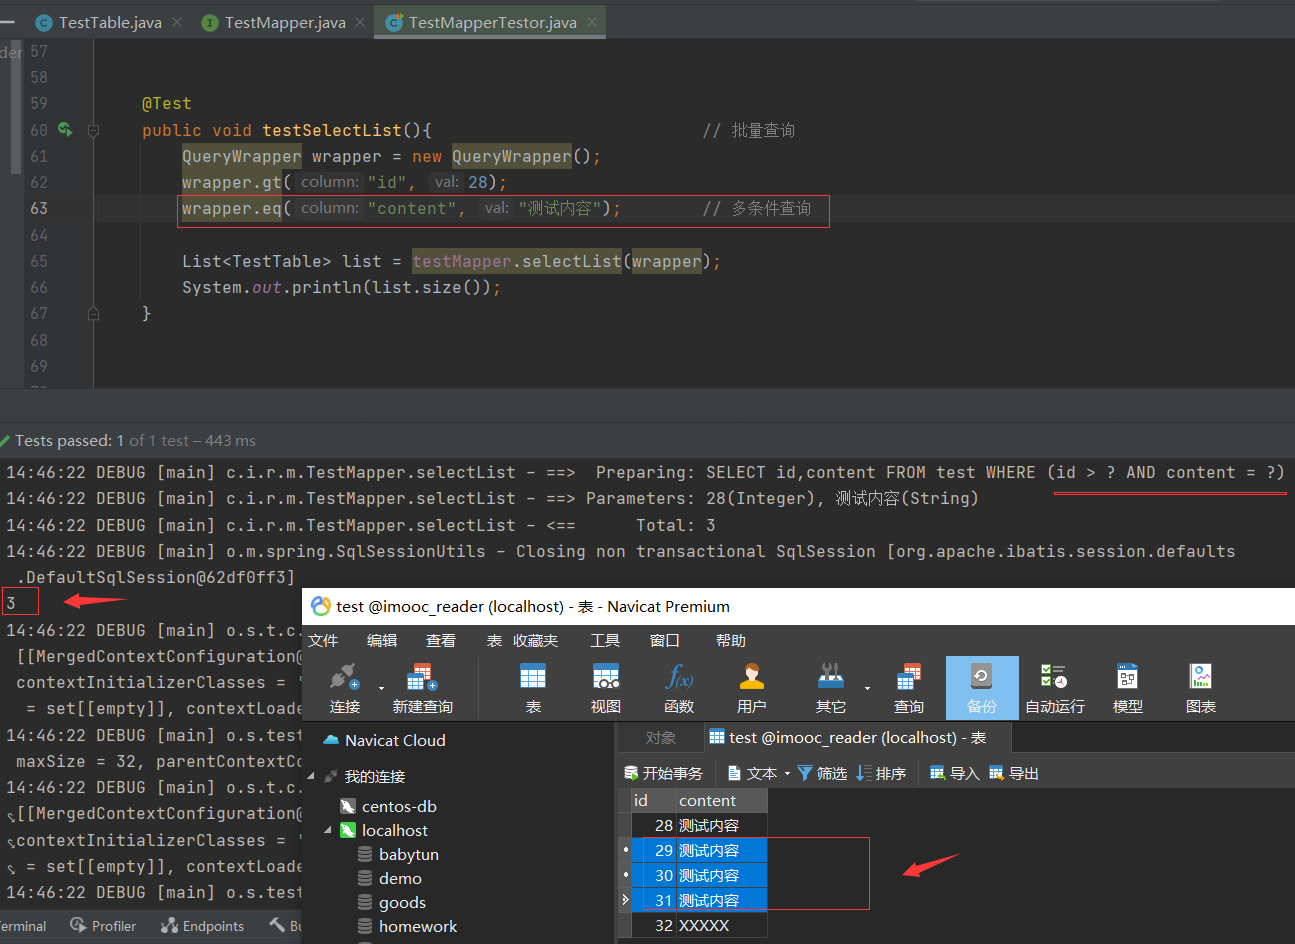 TestTable.java
TestMapper.java
TestMapperTestor.java
der
57
58
59 @Test
60 public void testSelectList(){ // 批量查询
61 QueryWrapper wrapper = new QueryWrapper();
62 wrapper.gt( column: "id", val: 28);
63 wrapper.eq( column: "content", val: "测试内容"); // 多条件查询
64
65 List<TestTable> list = testMapper.selectList(wrapper);
66 System.out.println(list.size());
67 }
68
69
Tests passed: 1 of 1 test – 443 ms
14:46:22 DEBUG [main] c.i.r.m.TestMapper.selectList - ==>  Preparing: SELECT id,content FROM test WHERE (id > ? AND content = ?)
14:46:22 DEBUG [main] c.i.r.m.TestMapper.selectList - ==> Parameters: 28(Integer), 测试内容(String)
14:46:22 DEBUG [main] c.i.r.m.TestMapper.selectList - <==      Total: 3
14:46:22 DEBUG [main] o.m.spring.SqlSessionUtils - Closing non transactional SqlSession [org.apache.ibatis.session.defaults
.DefaultSqlSession@62df0ff3]
3
14:46:22 DEBUG [main] o.s.t.c.
[[MergedContextConfiguration@
contextInitializerClasses = '
= set[[empty]], contextLoade
14:46:22 DEBUG [main] o.s.test
maxSize = 32, parentContextCo
14:46:22 DEBUG [main] o.s.t.c.
[[MergedContextConfiguration@
contextInitializerClasses = '
= set[[empty]], contextLoade
14:46:22 DEBUG [main] o.s.test
erminal Profiler Endpoints Bu
test @imooc_reader (localhost) - 表 - Navicat Premium
文件 编辑 查看 表 收藏夹 工具 窗口 帮助
f(x)
连接 新建查询 表 视图 函数 用户 其它 查询 备份 自动运行 模型 图表
Navicat Cloud
我的连接
centos-db
localhost
babytun
demo
goods
homework
对象 test @imooc_reader (localhost) - 表
开始事务 文本 筛选 排序 导入 导出
id content
28 测试内容
29 测试内容
30 测试内容
31 测试内容
32 XXXXX